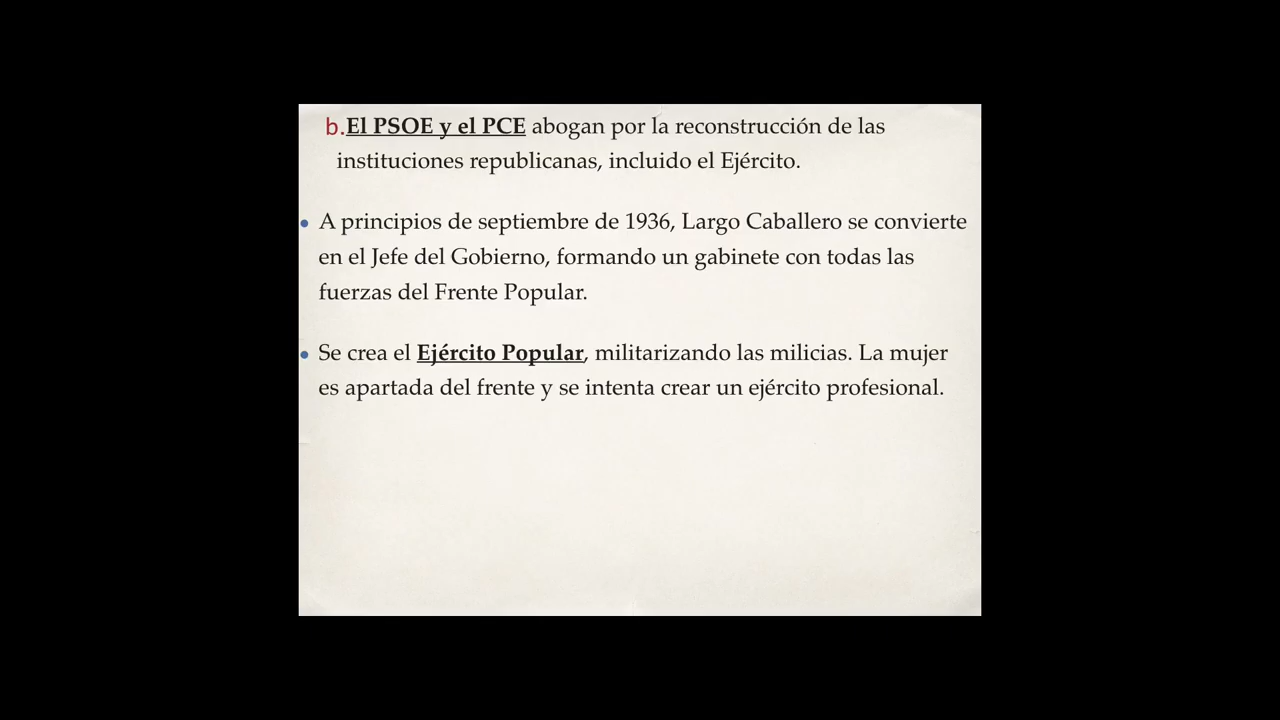 b.El PSOE y el PCE abogan por la reconstrucción de las
instituciones republicanas, incluido el Ejército.
• A principios de septiembre de 1936, Largo Caballero se convierte
en el Jefe del Gobierno, formando un gabinete con todas las
fuerzas del Frente Popular.
• Se crea el Ejército Popular, militarizando las milicias. La mujer
es apartada del frente y se intenta crear un ejército profesional.